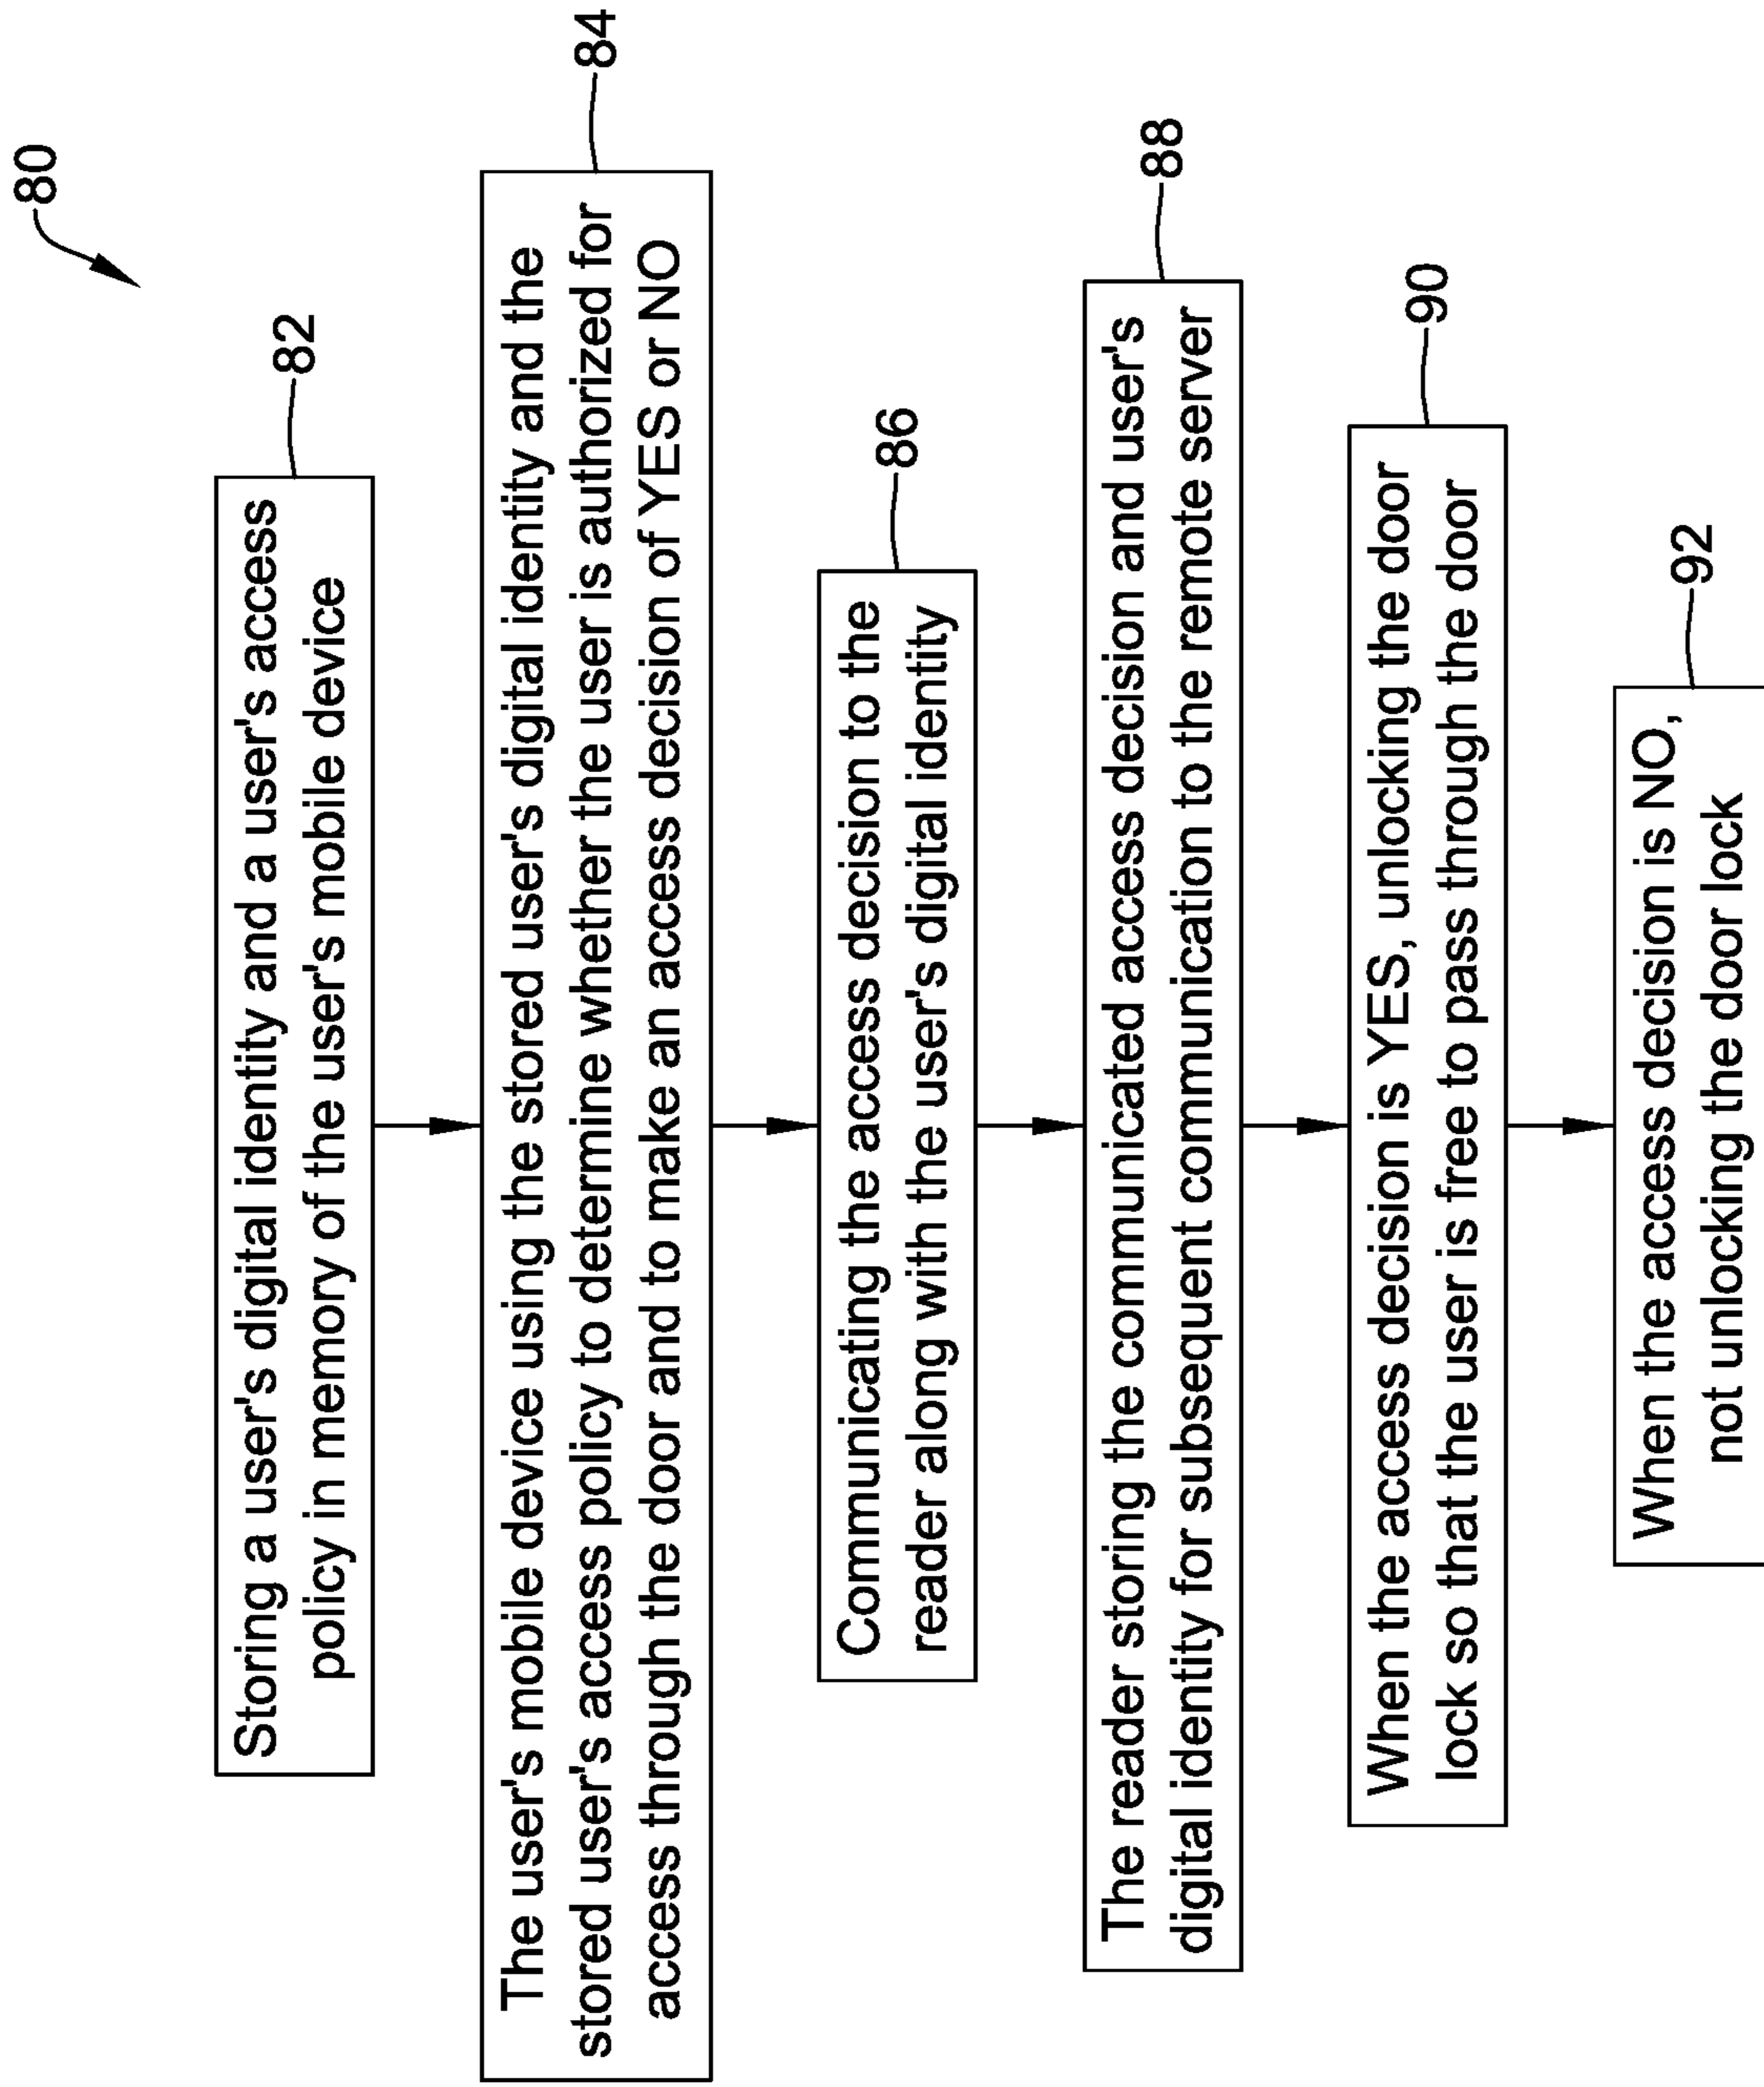 80
82
Storing a user's digital identity and a user's access
policy in memory of the user's mobile device
84
The user's mobile device using the stored user's digital identity and the
stored user's access policy to determine whether the user is authorized for
access through the door and to make an access decision of YES or NO
86
Communicating the access decision to the
reader along with the user's digital identity
88
The reader storing the communicated access decision and user's
digital identity for subsequent communication to the remote server
90
When the access decision is YES, unlocking the door
lock so that the user is free to pass through the door
92
When the access decision is NO,
not unlocking the door lock